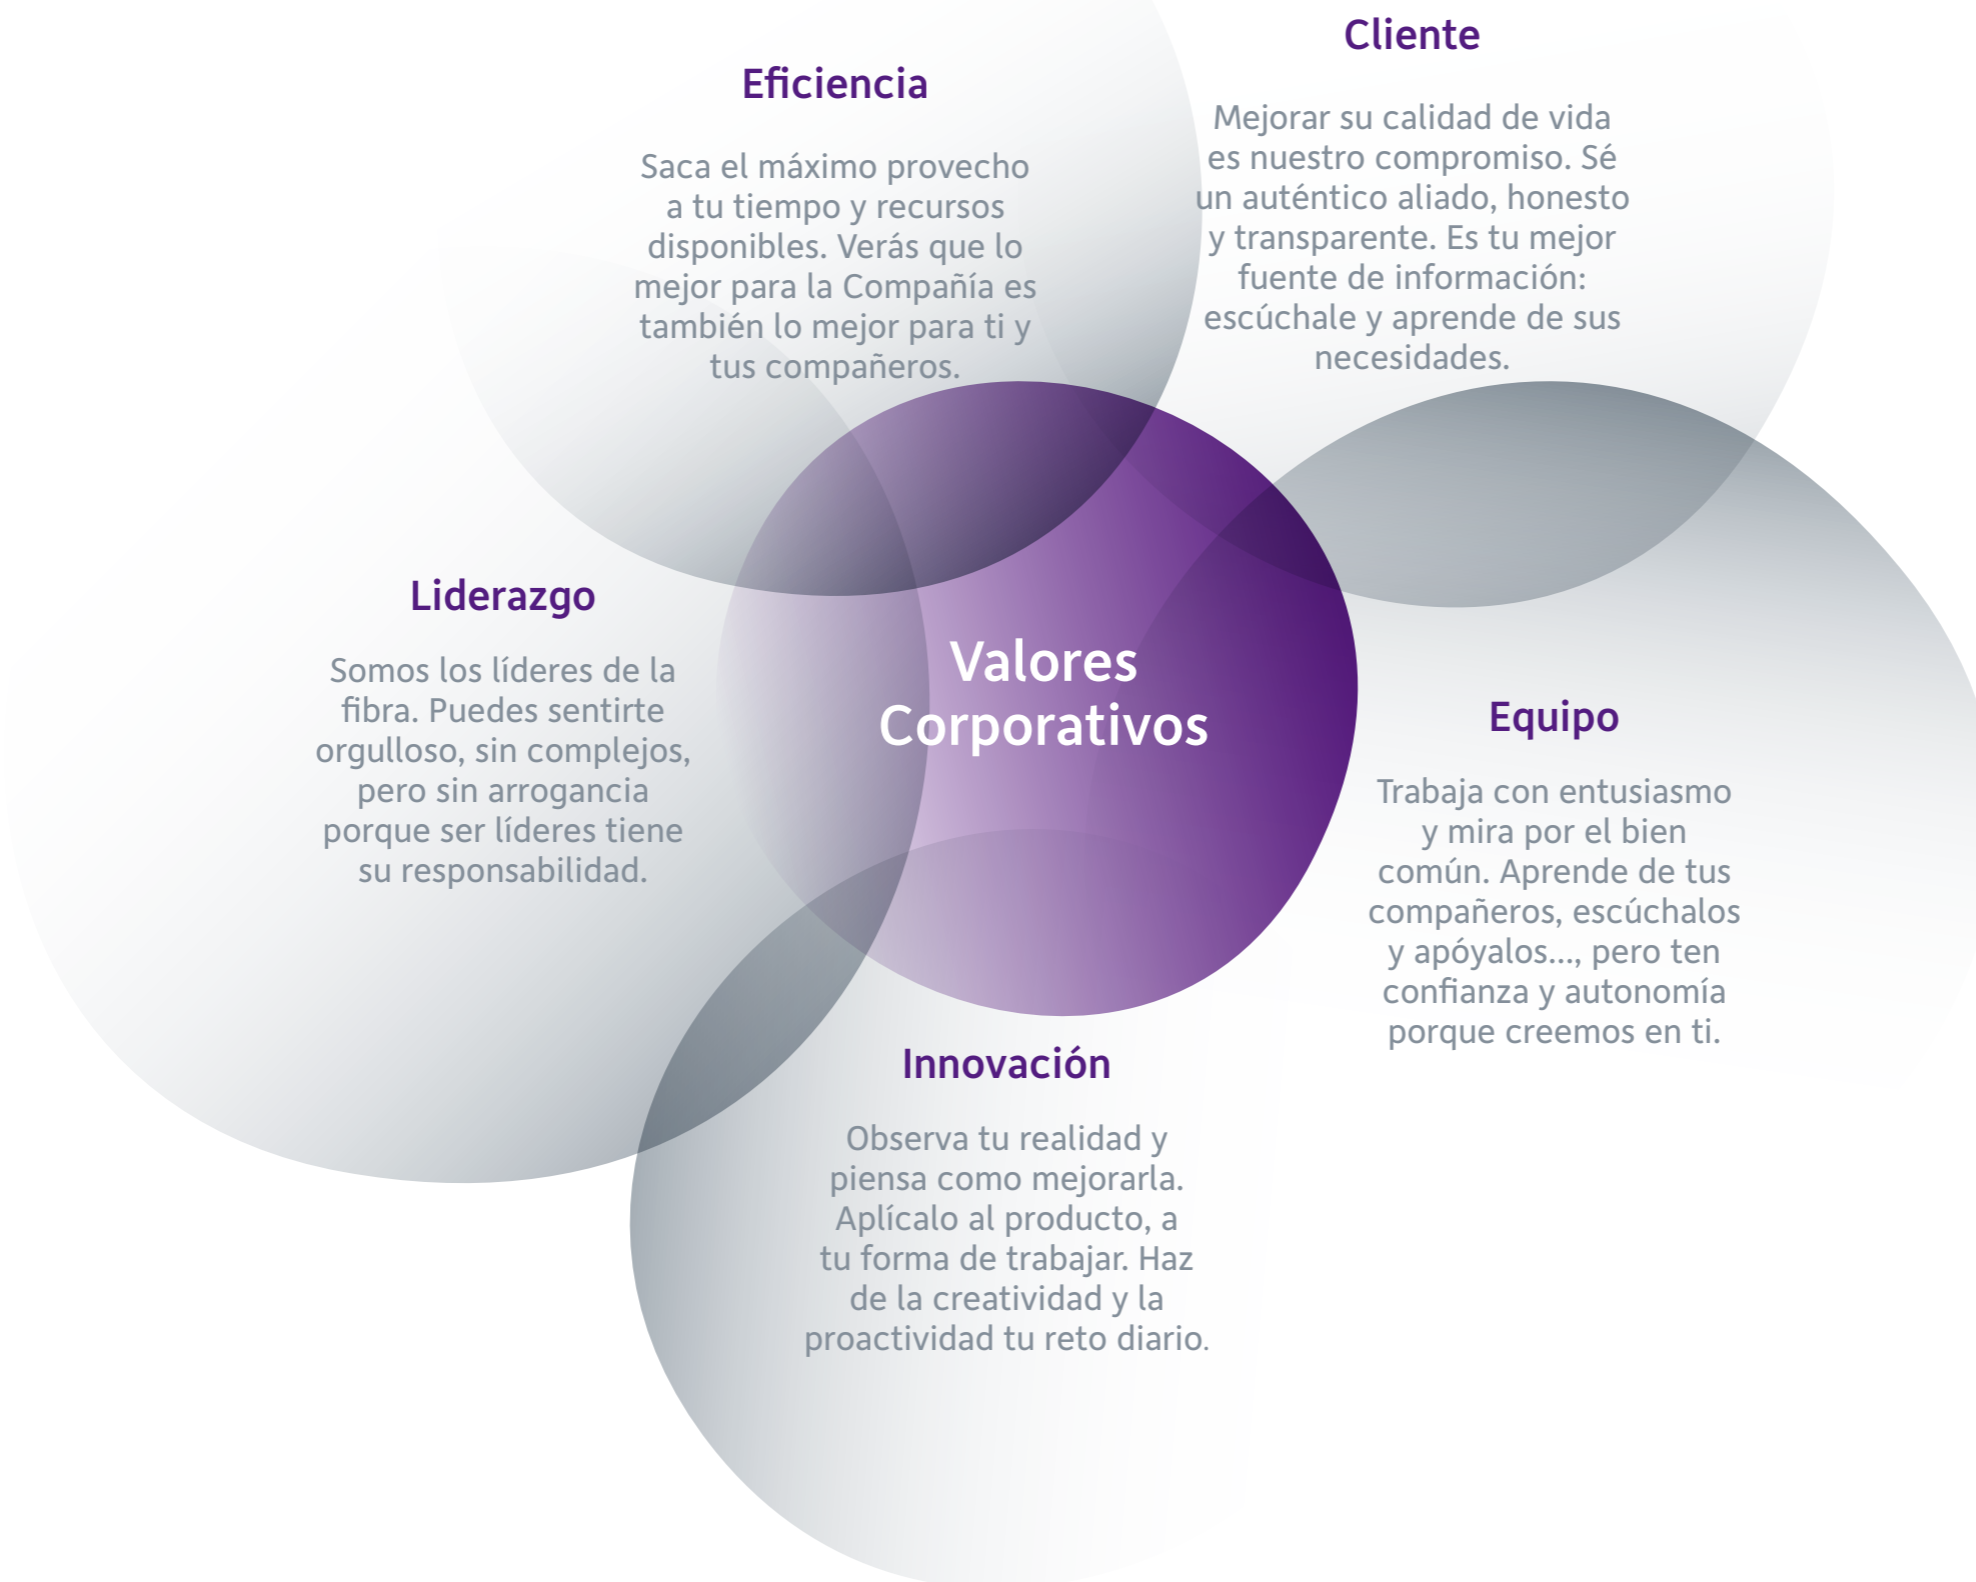 Eficiencia
Saca el máximo provecho
a tu tiempo y recursos
disponibles. Verás que lo
mejor para la Compañía es
también lo mejor para ti y
tus compañeros.
Cliente
Mejorar su calidad de vida
es nuestro compromiso. Sé
un auténtico aliado, honesto
y transparente. Es tu mejor
fuente de información:
escúchale y aprende de sus
necesidades.
Liderazgo
Somos los líderes de la
fibra. Puedes sentirte
orgulloso, sin complejos,
pero sin arrogancia
porque ser líderes tiene
su responsabilidad.
Valores
Corporativos
Equipo
Trabaja con entusiasmo
y mira por el bien
común. Aprende de tus
compañeros, escúchalos
y apóyalos..., pero ten
confianza y autonomía
porque creemos en ti.
Innovación
Observa tu realidad y
piensa como mejorarla.
Aplícalo al producto, a
tu forma de trabajar. Haz
de la creatividad y la
proactividad tu reto diario.